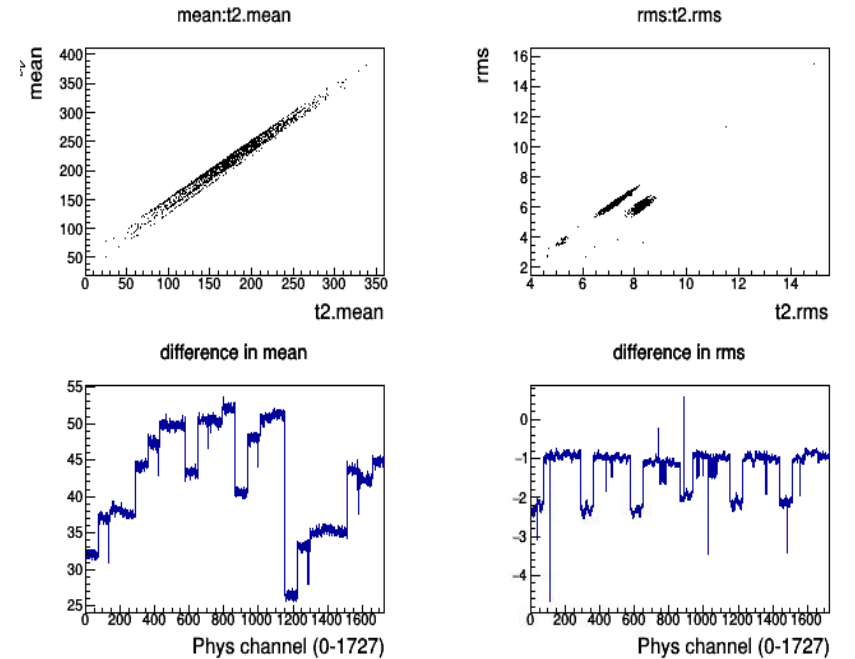 mean:t2.mean
mean
400
350
300
250
200
150
100
50
0 50 100 150 200 250 300 350
t2.mean
rms:t2.rms
rms
16
14
12
10
8
6
4
2
4 6 8 10 12 14
t2.rms
difference in mean
55
50
45
40
35
30
25
0 200 400 600 800 1000 1200 1400 1600
Phys channel (0-1727)
difference in rms
0
−1
−2
−3
−4
0 200 400 600 800 1000 1200 1400 1600
Phys channel (0-1727)